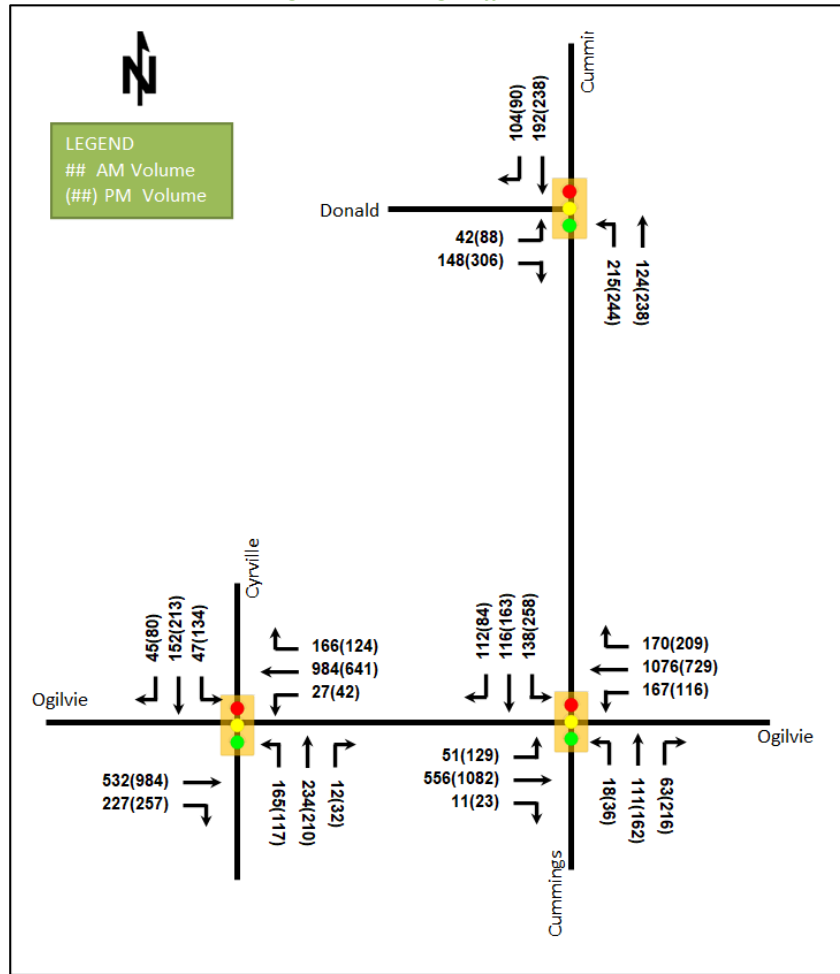 Cummin
N
LEGEND
## AM Volume
(##) PM Volume
104(90)
192(238)
Donald
42(88)
148(306)
215(244)
124(238)
Cyrville
45(80)
152(213)
47(134)
166(124)
984(641)
27(42)
Ogilvie
532(984)
227(257)
165(117)
234(210)
12(32)
112(84)
116(163)
138(258)
170(209)
1076(729)
167(116)
Ogilvie
51(129)
556(1082)
11(23)
18(36)
111(162)
63(216)
Cummings